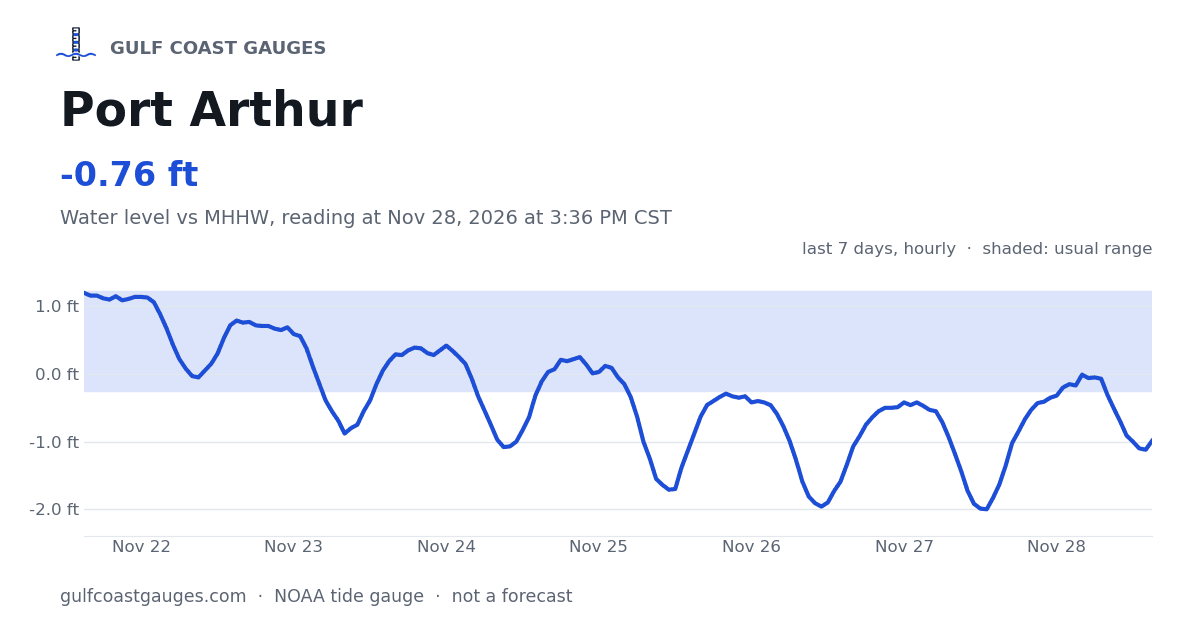 GULF COAST GAUGES
Port Arthur
-0.76 ft
Water level vs MHHW, reading at Nov 28, 2026 at 3:36 PM CST
last 7 days, hourly · shaded: usual range
1.0 ft
0.0 ft
-1.0 ft
-2.0 ft
Nov 22 Nov 23 Nov 24 Nov 25 Nov 26 Nov 27 Nov 28
gulfcoastgauges.com · NOAA tide gauge · not a forecast